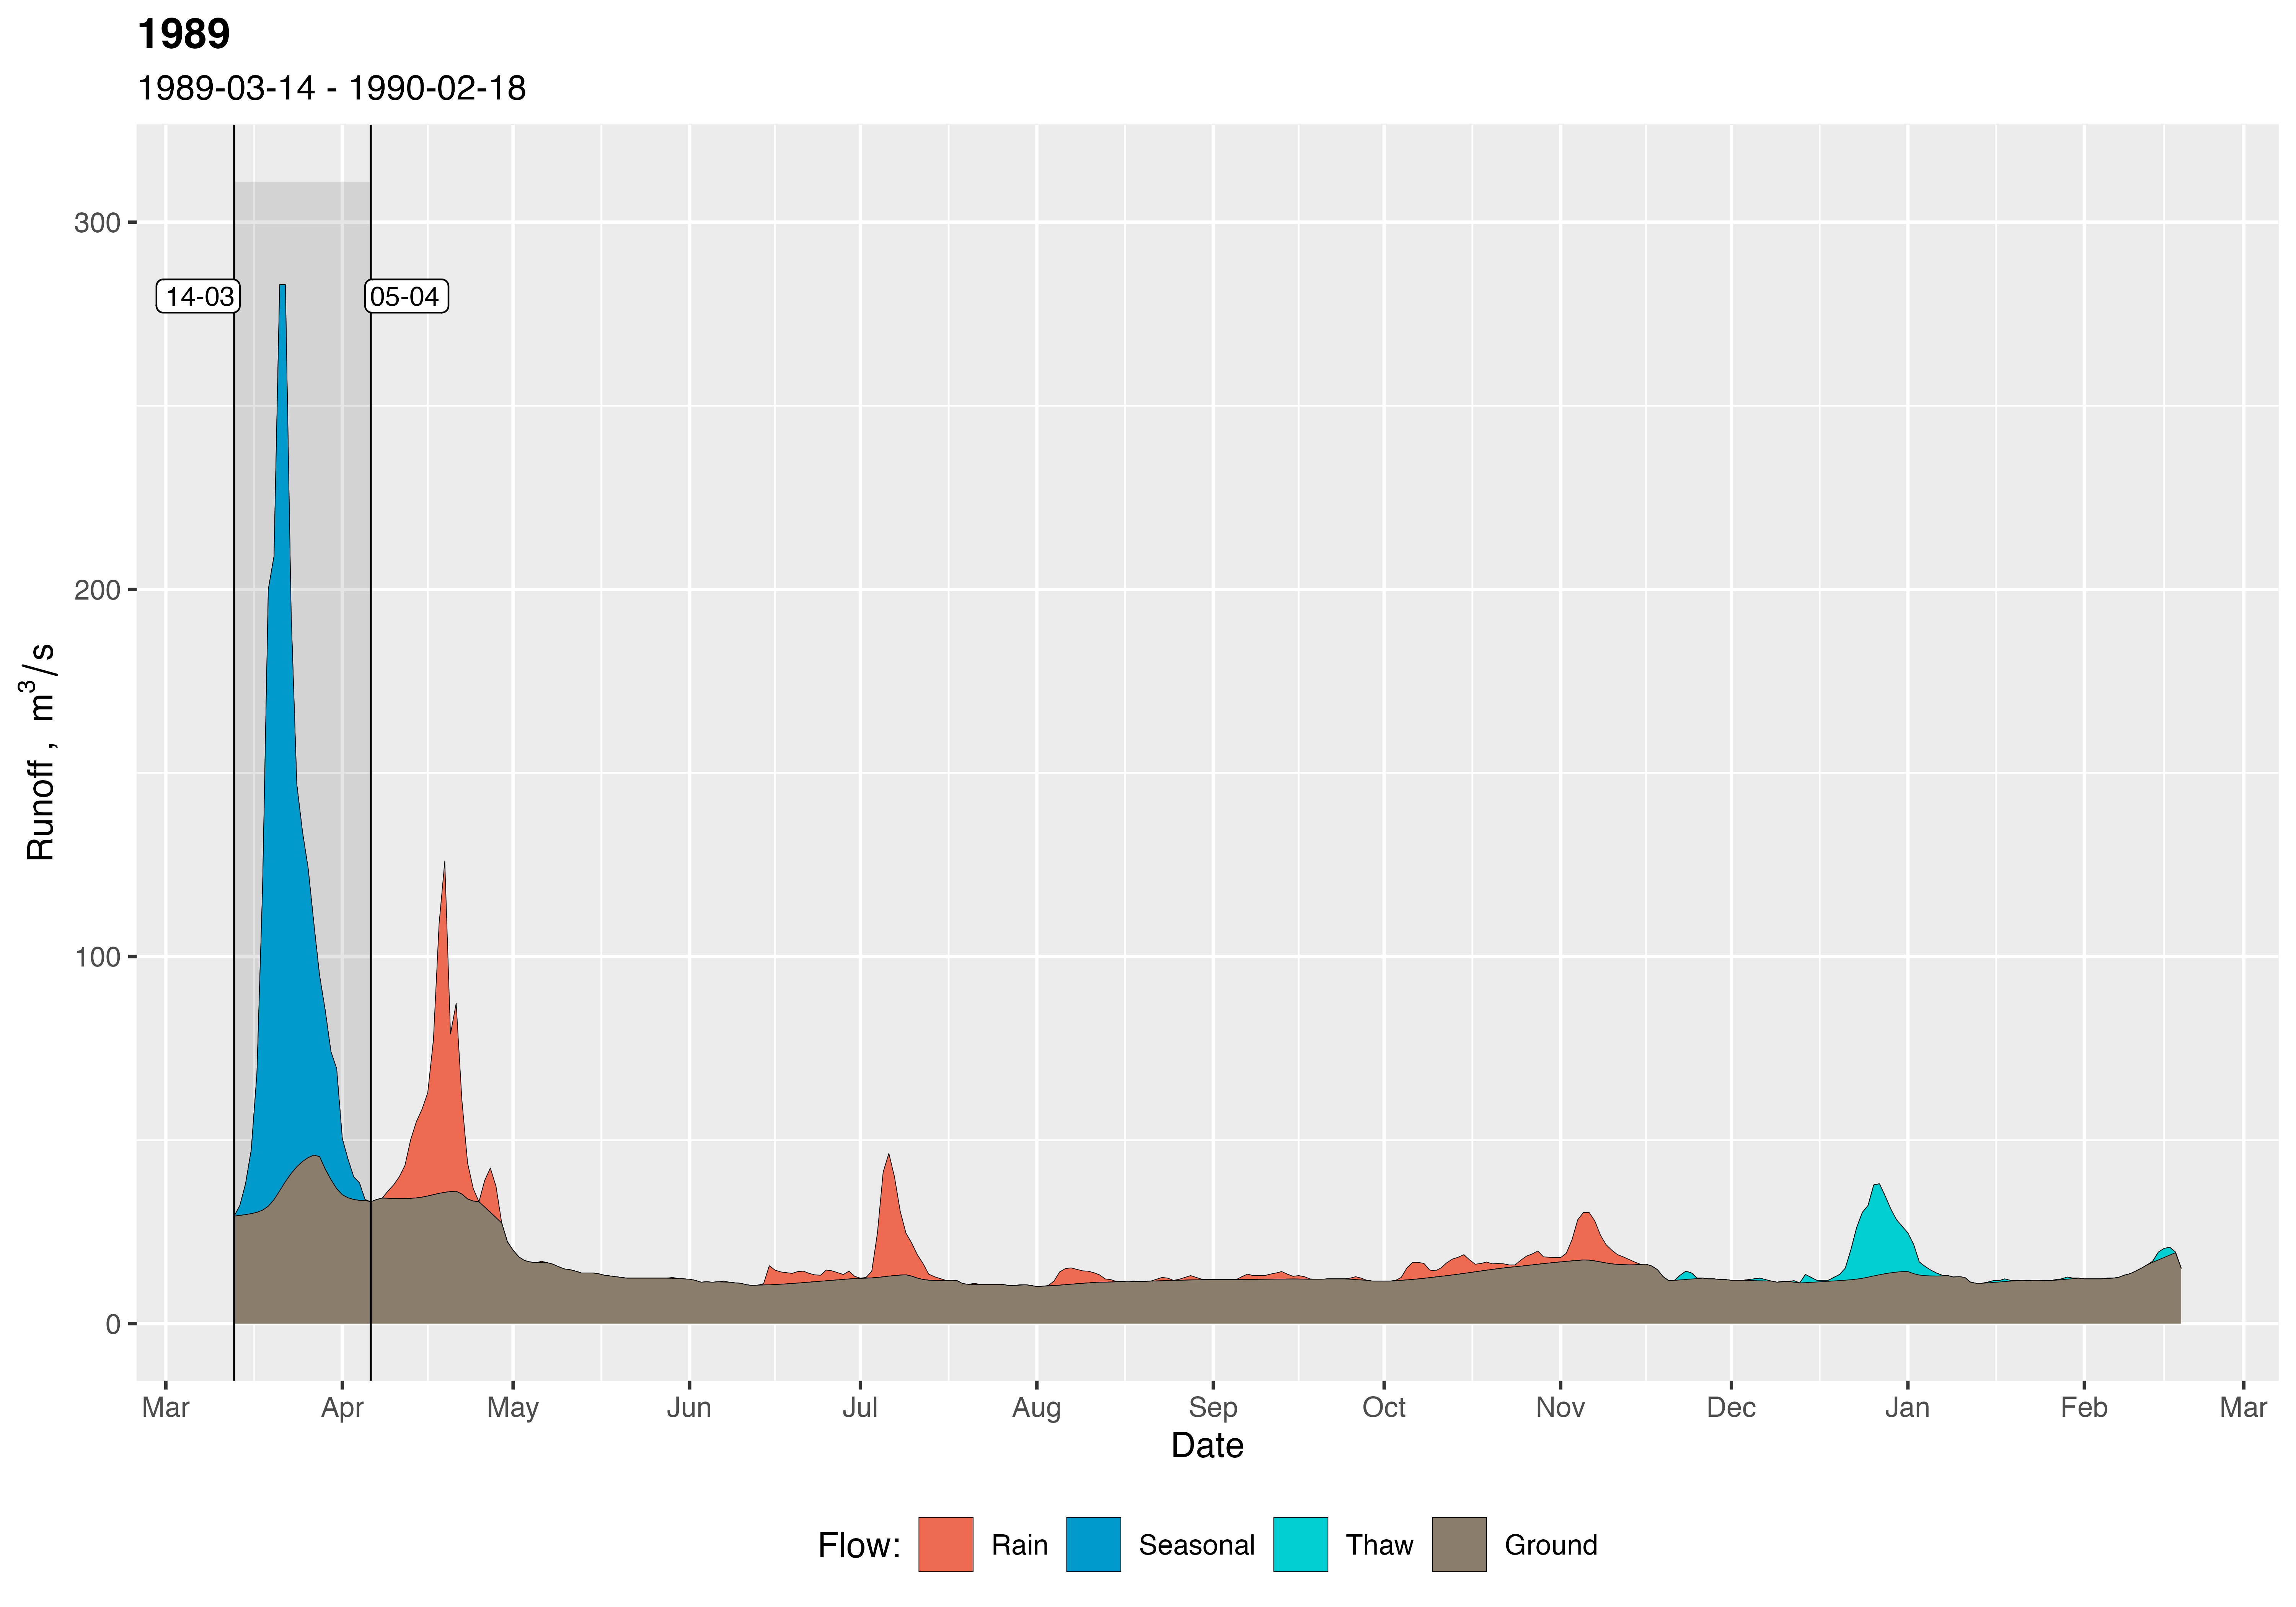 1989
1989-03-14 - 1990-02-18
300
14-03 05-04
200
Runoff , m³/s
100
0
Mar Apr May Jun Jul Aug Sep Oct Nov Dec Jan Feb Mar
Date
Flow: Rain Seasonal Thaw Ground